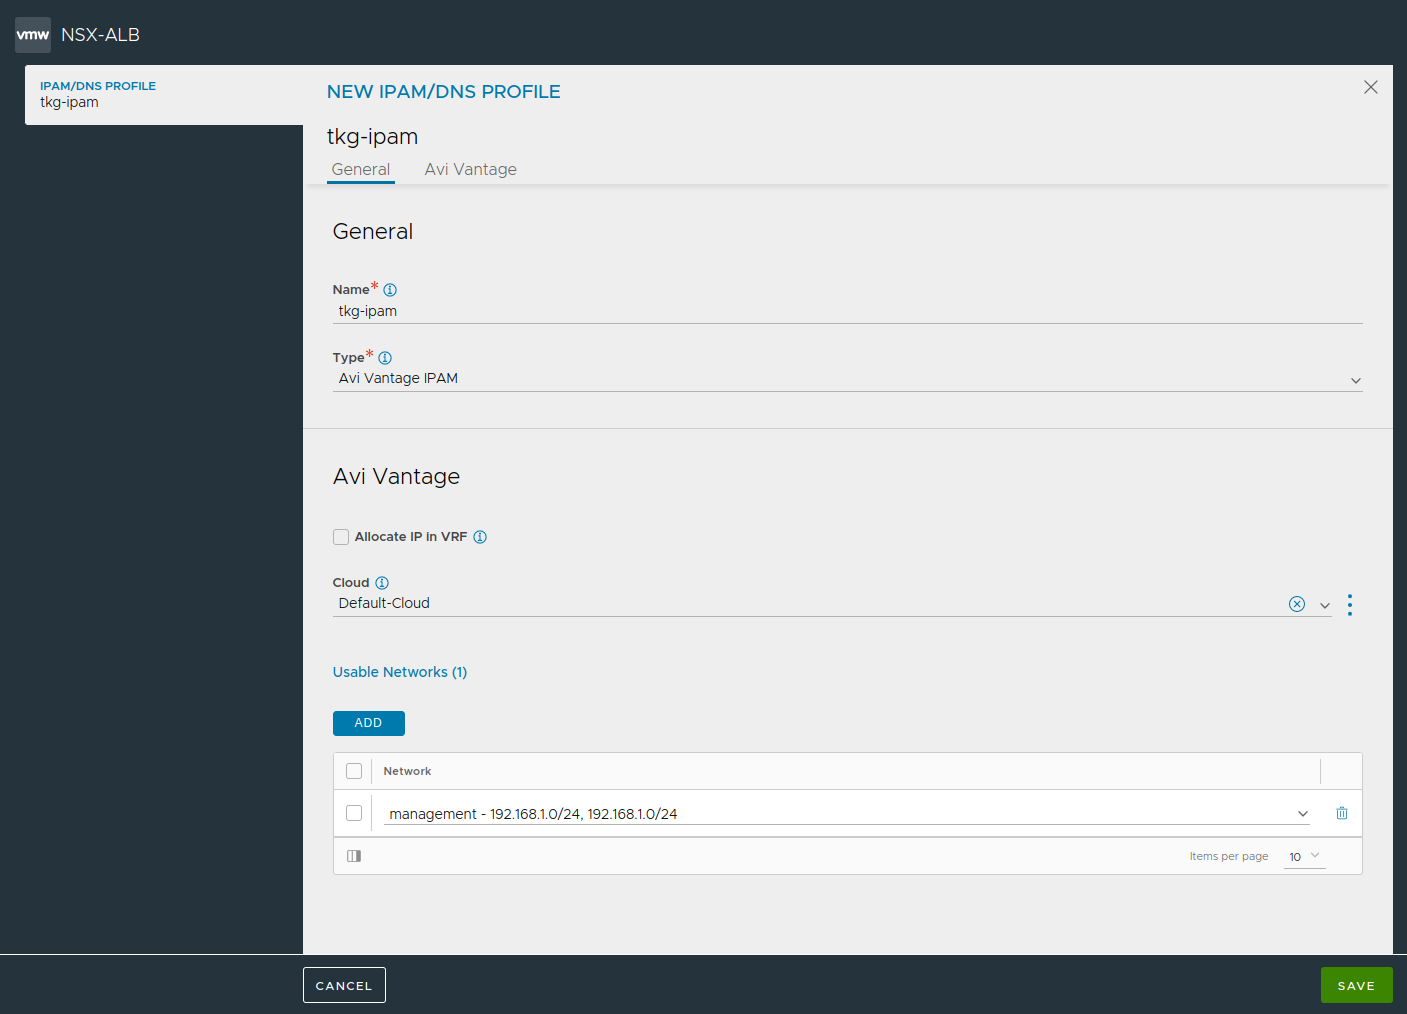 vmw NSX-ALB
IPAM/DNS PROFILE
tkg-ipam
NEW IPAM/DNS PROFILE
tkg-ipam
General Avi Vantage
General
Name*
tkg-ipam
Type*
Avi Vantage IPAM
Avi Vantage
Allocate IP in VRF
Cloud
Default-Cloud
Usable Networks (1)
ADD
Network
management - 192.168.1.0/24, 192.168.1.0/24
Items per page 10
CANCEL SAVE